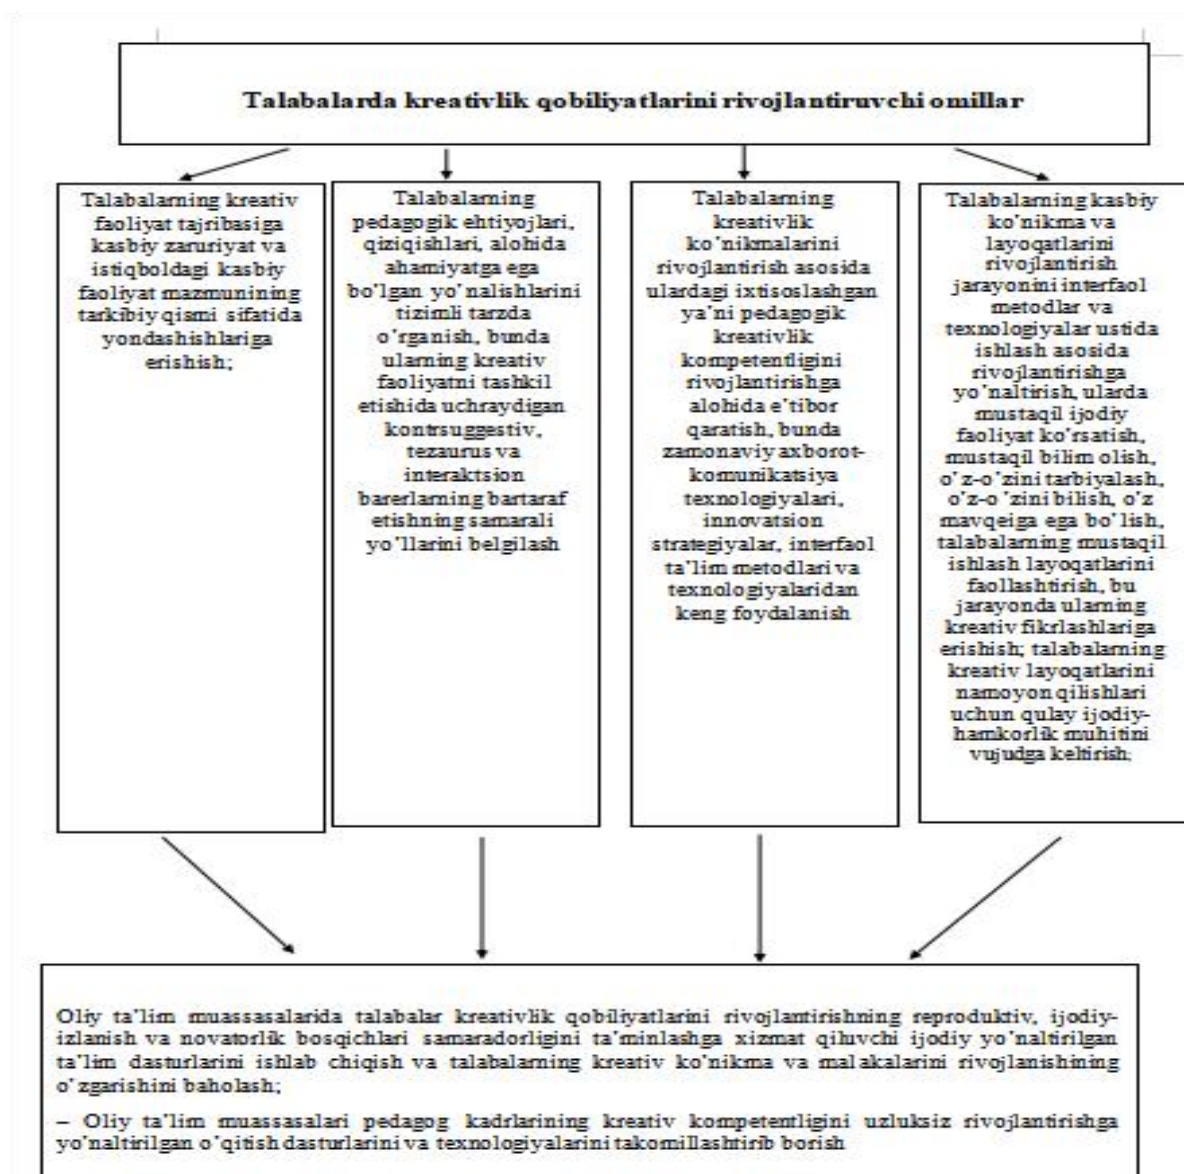 Talabalarda kreativlik qobiliyatlarini rivojlantiruvchi omillar
Talabalarning kreativ
faoliyat tajribasiga
kasbiy zaruriyat va
istiqboldagi kasbiy
faoliyat mazmunining
tarkibiy qismi sifatida
yondashishlariga
erishish;
Talabalarning
pedagogik ehtiyojlari,
qiziqishlari, alohida
ahamiyatga ega
bo’lgan yo’nalishlarini
tizimli tarzda
o’rganish, bunda
ularning kreativ
faoliyatni tashkil
etishida uchraydigan
kontrsuggestiv,
tezaurus va
interaktsion
barerlarning bartaraf
etishning samarali
yo’llarini belgilash
Talabalarning
kreativlik
ko’nikmalarini
rivojlantirish asosida
ulardagi ixtisoslashgan
ya’ni pedagogik
kreativlik
kompetentligini
rivojlantirishga
alohida e’tibor
qaratish, bunda
zamonaviy axborot-
komunikatsiya
texnologiyalari,
innovatsion
strategiyalar, interfaol
ta’lim metodlari va
texnologiyalaridan
keng foydalanish
Talabalarning kasbiy
ko’nikma va
layoqatlarini
rivojlantirish
jarayonini interfaol
metodlar va
texnologiyalar ustida
ishlash asosida
rivojlantirishga
yo’naltirish, ularda
mustaqil ijodiy
faoliyat ko’rsatish,
mustaqil bilim olish,
o’z-o’zini tarbiyalash,
o’z-o’zini bilish, o’z
mavqeiga ega bo’lish,
talabalarning mustaqil
ishlash layoqatlarini
faollashtirish, bu
jarayonda ularning
kreativ fikrlashlariga
erishish; talabalarning
kreativ layoqatlarini
namoyon qilishlari
uchun qulay ijodiy-
hamkorlik muhitini
vujudga keltirish;
Oliy ta’lim muassasalarida talabalar kreativlik qobiliyatlarini rivojlantirishning reproduktiv, ijodiy-
izlanish va novatorlik bosqichlari samaradorligini ta’minlashga xizmat qiluvchi ijodiy yo’naltirilgan
ta’lim dasturlarini ishlab chiqish va talabalarning kreativ ko’nikma va malakalarini rivojlanishining
o’zgarishini baholash;
– Oliy ta’lim muassasalari pedagog kadrlarining kreativ kompetentligini uzluksiz rivojlantirishga
yo’naltirilgan o’qitish dasturlarini va texnologiyalarini takomillashtirib borish